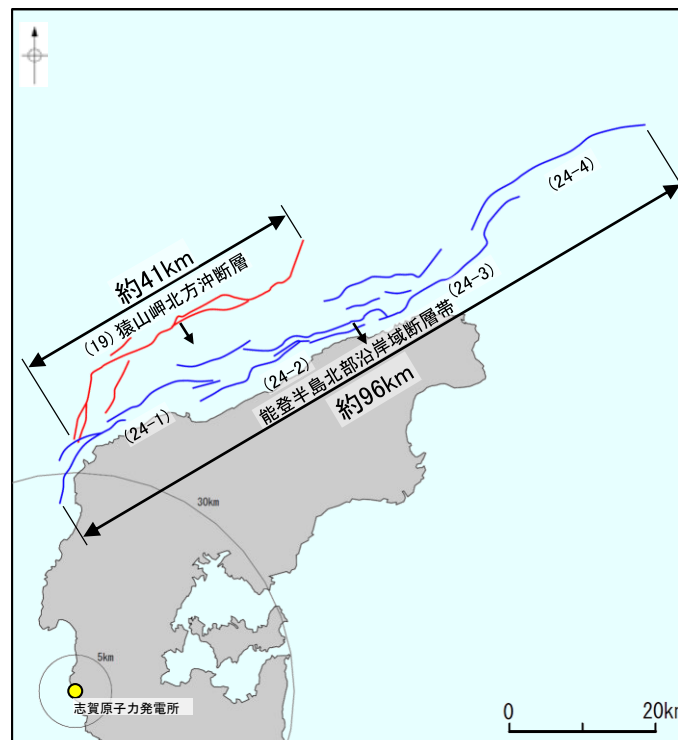 (24-4)
約41km
(19) 猿山岬北方沖断層
(24-3)
(24-2)
能登半島北部沿岸域断層帯
約96km
(24-1)
30km
5km
志賀原子力発電所
0
20km